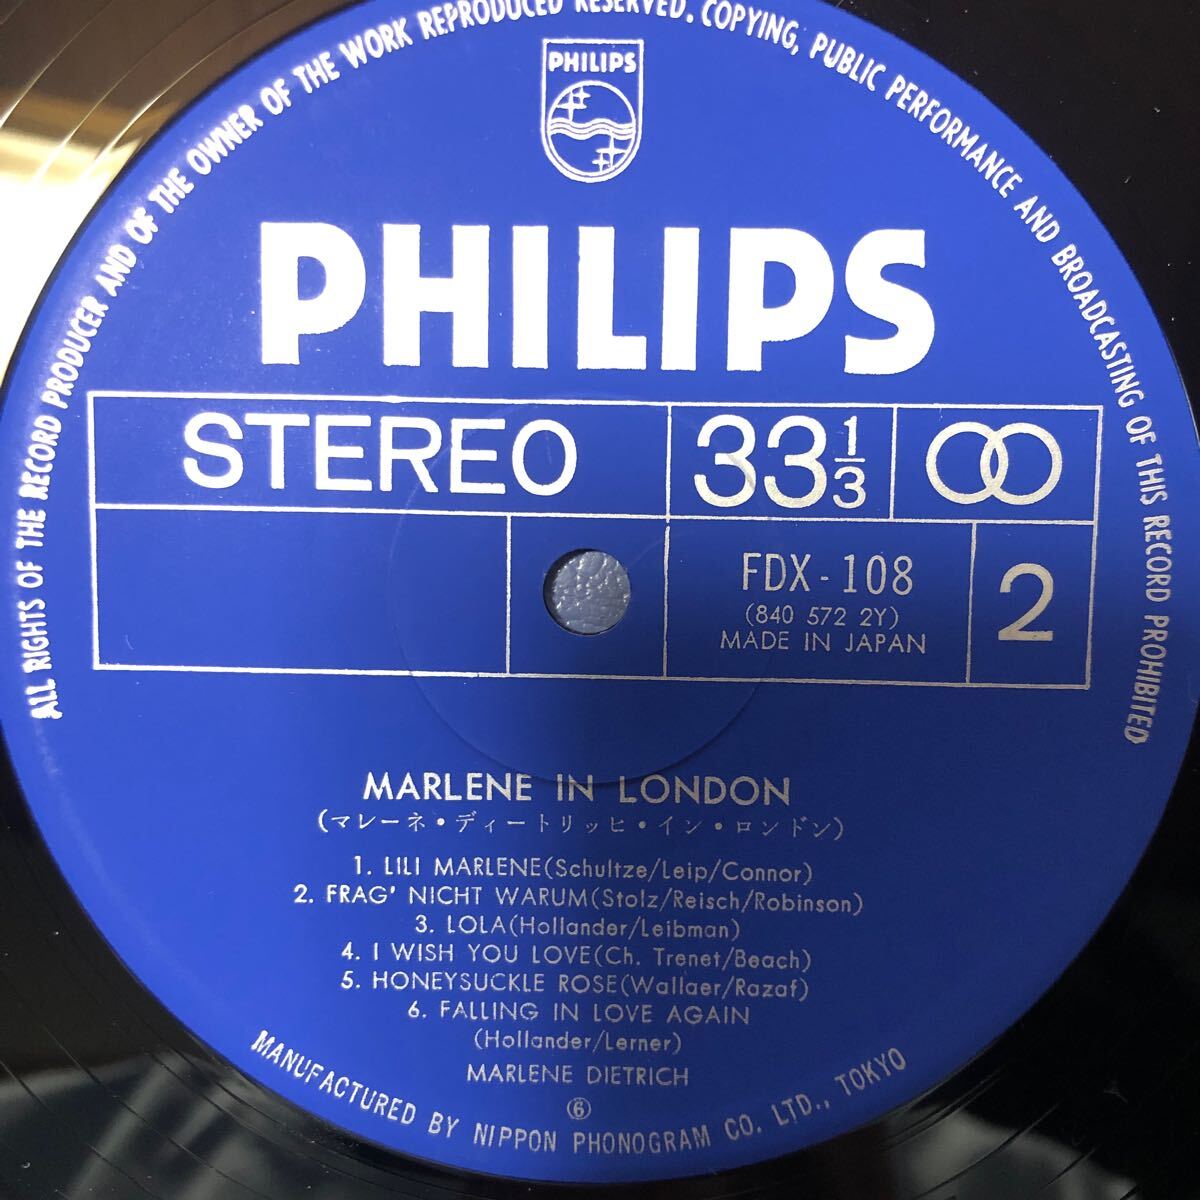 ALL RIGHTS OF THE RECORD PRODUCER AND OF THE OWNER OF THE WORK REPRODUCED RESERVED. COPYING, PUBLIC PERFORMANCE AND BROADCASTING OF THIS RECORD PROHIBITED
PHILIPS
PHILIPS
STEREO
33 1/3
FDX-108
(840 572 2Y)
MADE IN JAPAN
2
MARLENE IN LONDON
(マレーネ・ディートリッヒ・イン・ロンドン)
1. LILI MARLENE(Schultze/Leip/Connor)
2. FRAG' NICHT WARUM(Stolz/Reisch/Robinson)
3. LOLA(Hollander/Leibman)
4. I WISH YOU LOVE(Ch. Trenet/Beach)
5. HONEYSUCKLE ROSE(Wallaer/Razaf)
6. FALLING IN LOVE AGAIN
(Hollander/Lerner)
MARLENE DIETRICH
⑥
MANUFACTURED BY NIPPON PHONOGRAM CO. LTD., TOKYO